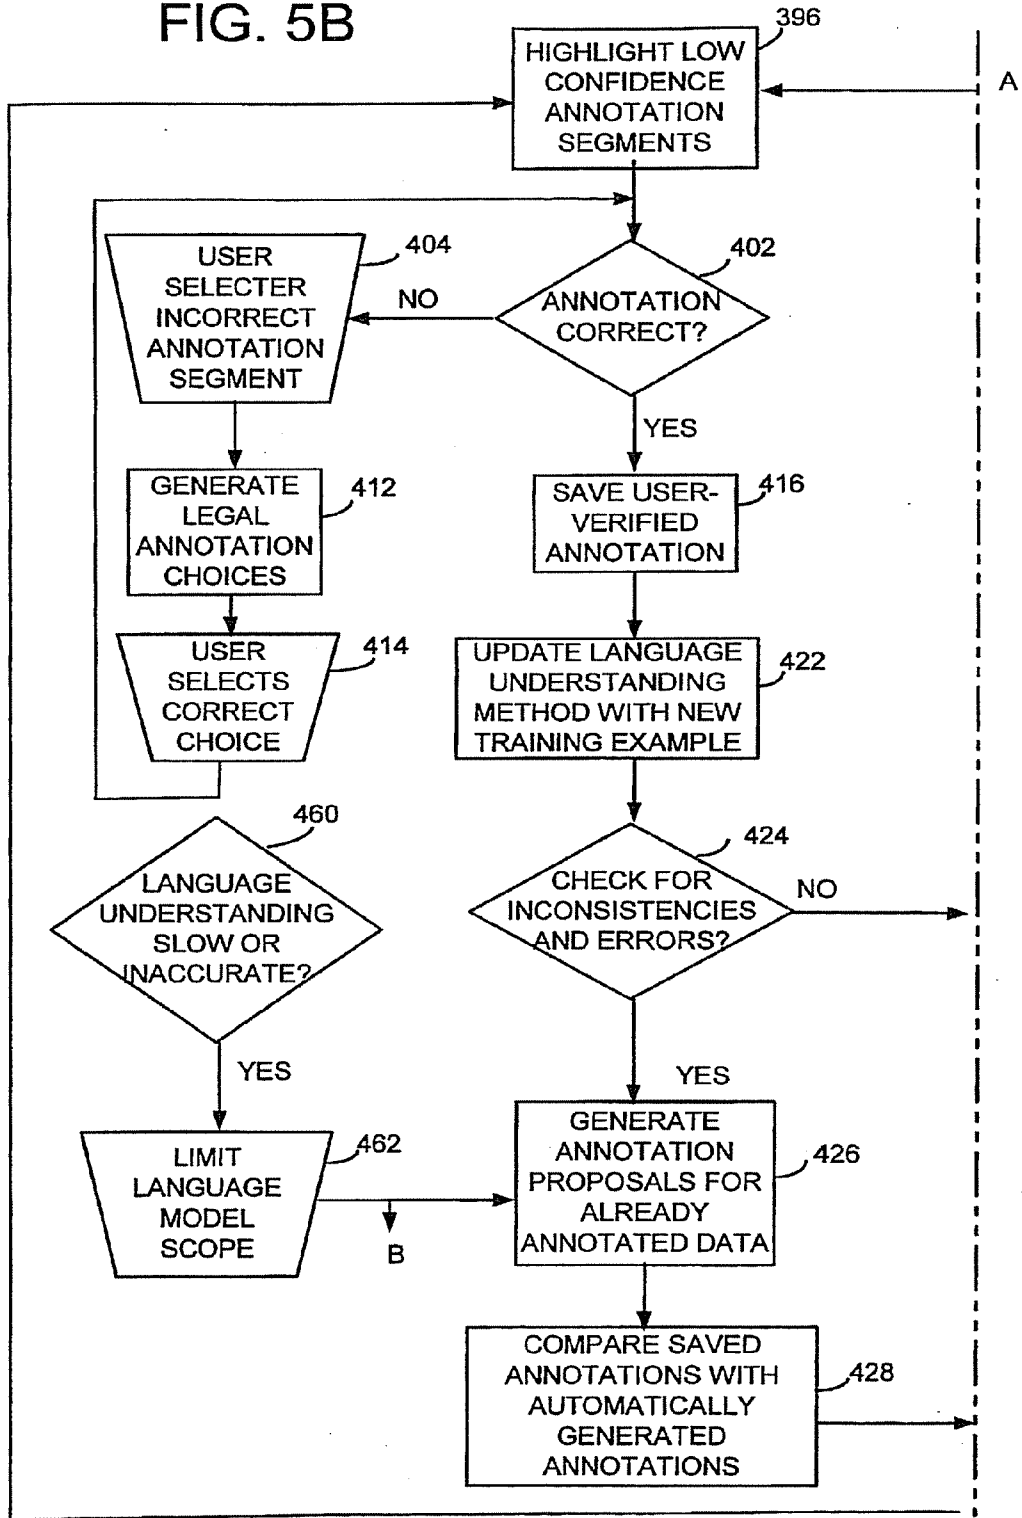 FIG. 5B
396
HIGHLIGHT LOW
CONFIDENCE
ANNOTATION
SEGMENTS
A
404
USER
SELECTER
INCORRECT
ANNOTATION
SEGMENT
NO
402
ANNOTATION
CORRECT?
YES
GENERATE
LEGAL
ANNOTATION
CHOICES
412
SAVE USER-
VERIFIED
ANNOTATION
416
USER
SELECTS
CORRECT
CHOICE
414
UPDATE LANGUAGE
UNDERSTANDING
METHOD WITH NEW
TRAINING EXAMPLE
422
460
LANGUAGE
UNDERSTANDING
SLOW OR
INACCURATE?
YES
424
CHECK FOR
INCONSISTENCIES
AND ERRORS?
NO
YES
LIMIT
LANGUAGE
MODEL
SCOPE
462
B
GENERATE
ANNOTATION
PROPOSALS FOR
ALREADY
ANNOTATED DATA
426
COMPARE SAVED
ANNOTATIONS WITH
AUTOMATICALLY
GENERATED
ANNOTATIONS
428